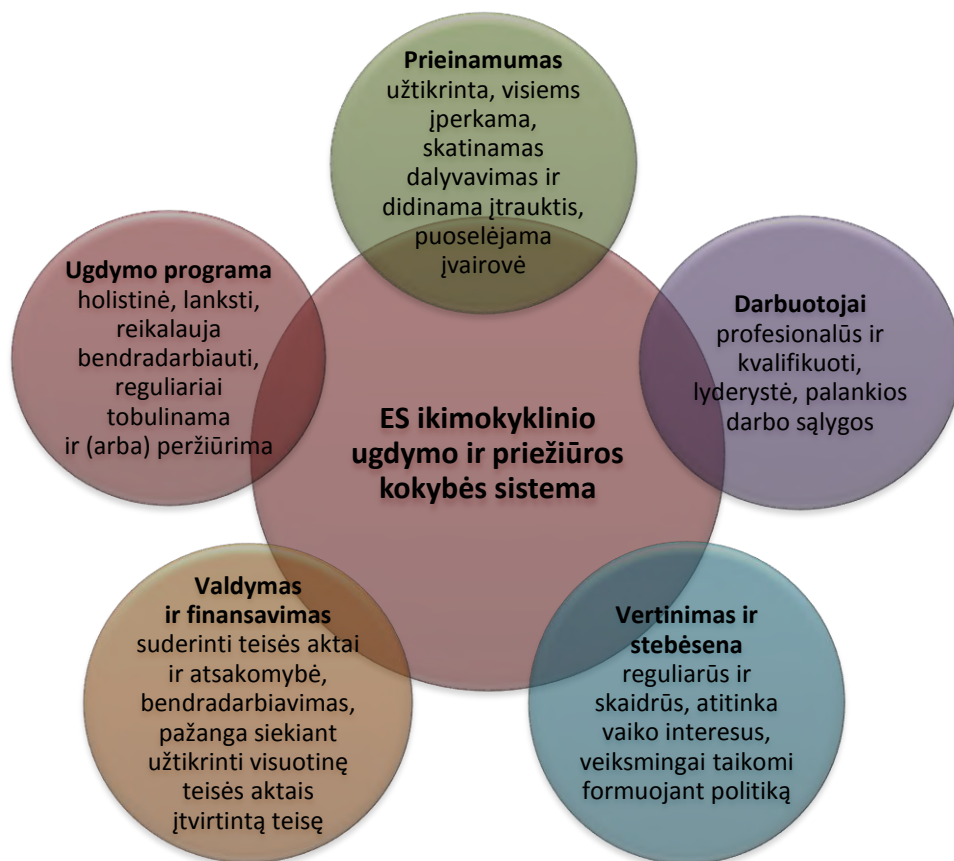 Prieinamumas
užtikrinta, visiems
įperkama,
skatinamas
dalyvavimas ir
didinama įtrauktis,
puoselėjama
įvairovė
Ugdymo programa
holistinė, lanksti,
reikalauja
bendradarbiauti,
reguliariai
tobulinama
ir (arba) peržiūrima
Darbuotojai
profesionalūs ir
kvalifikuoti,
lyderystė, palankios
darbo sąlygos
ES ikimokyklinio
ugdymo ir priežiūros
kokybės sistema
Valdymas
ir finansavimas
suderinti teisės aktai
ir atsakomybė,
bendradarbiavimas,
pažanga siekiant
užtikrinti visuotinę
teisės aktais
įtvirtintą teisę
Vertinimas ir
stebėsena
reguliarūs ir
skaidrūs, atitinka
vaiko interesus,
veiksmingai taikomi
formuojant politiką